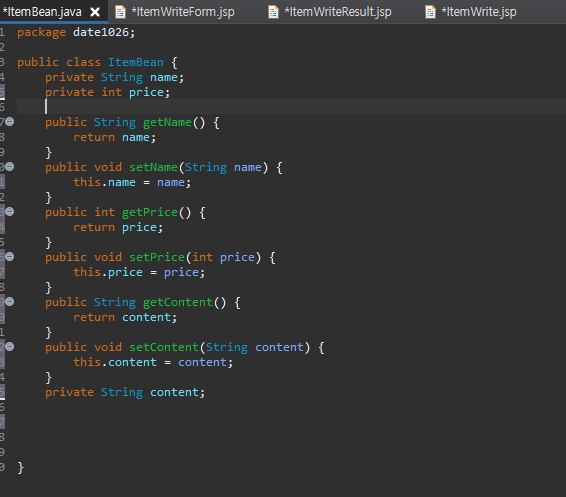 *ItemBean.java
*ItemWriteForm.jsp
*ItemWriteResult.jsp
*ItemWrite.jsp
1 package date1026;
2
3 public class ItemBean {
4     private String name;
5     private int price;
6
7     public String getName() {
8         return name;
9     }
0     public void setName(String name) {
1         this.name = name;
2     }
3     public int getPrice() {
4         return price;
5     }
6     public void setPrice(int price) {
7         this.price = price;
8     }
9     public String getContent() {
0         return content;
1     }
2     public void setContent(String content) {
3         this.content = content;
4     }
5     private String content;
6
7
8
9
0 }